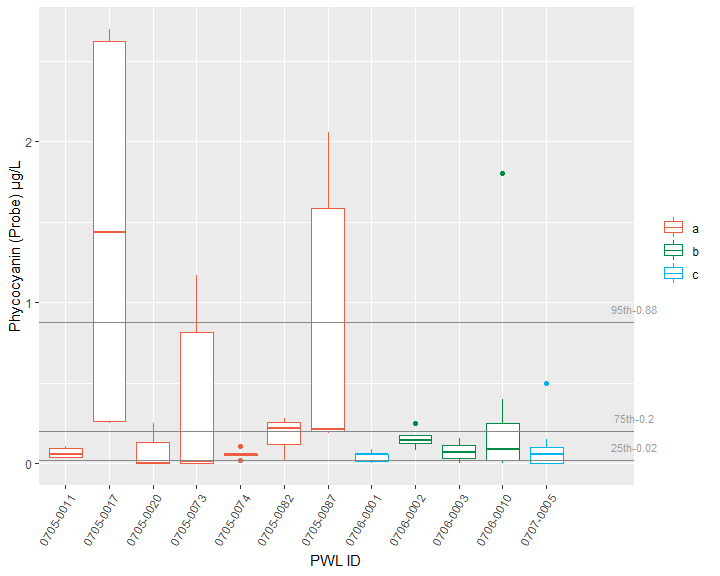 Phycocyanin (Probe) µg/L
2
1
0
95th-0.88
75th-0.2
25th-0.02
0705-0011
0705-0017
0705-0020
0705-0073
0705-0074
0705-0082
0705-0087
0706-0001
0706-0002
0706-0003
0706-0010
0707-0005
PWL ID
a
b
c